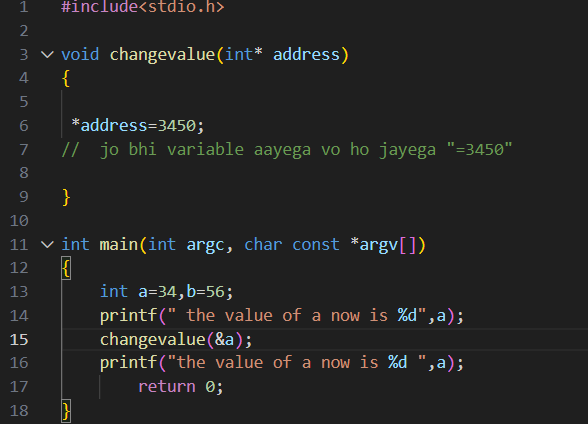 1 #include<stdio.h>
2
3 void changevalue(int* address)
4 {
5
6  *address=3450;
7 //  jo bhi variable aayega vo ho jayega "=3450"
8
9 }
10
11 int main(int argc, char const *argv[])
12 {
13     int a=34,b=56;
14     printf(" the value of a now is %d",a);
15     changevalue(&a);
16     printf("the value of a now is %d ",a);
17         return 0;
18 }